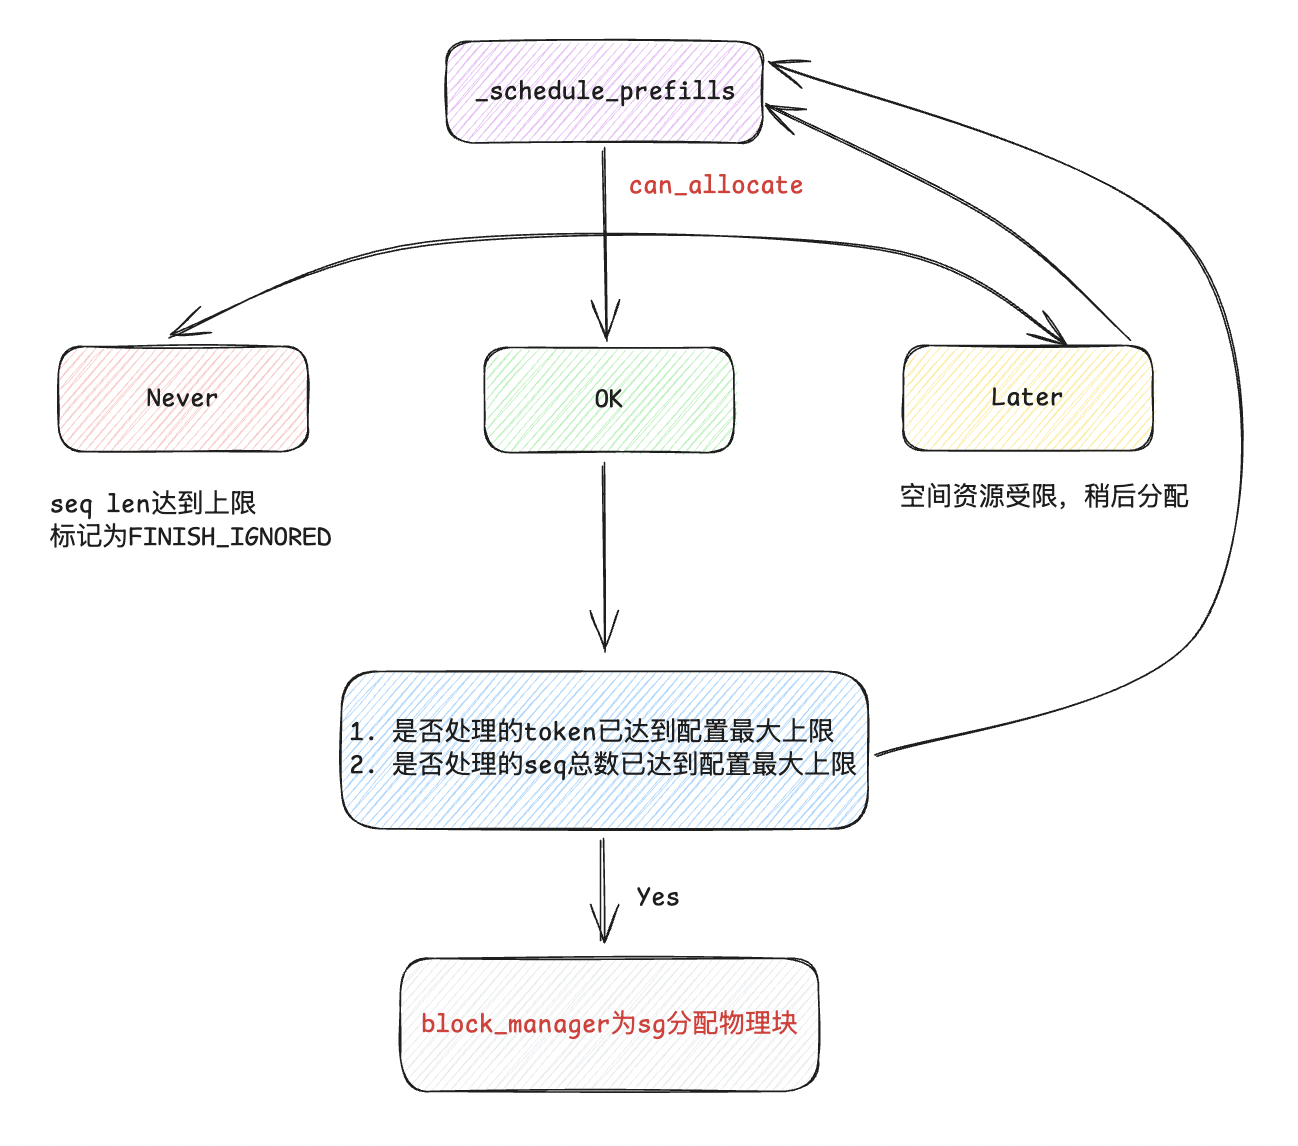 _schedule_prefills
can_allocate
Never
OK
Later
seq len达到上限
标记为FINISH_IGNORED
空间资源受限，稍后分配
1. 是否处理的token已达到配置最大上限
2. 是否处理的seq总数已达到配置最大上限
Yes
block_manager为sg分配物理块